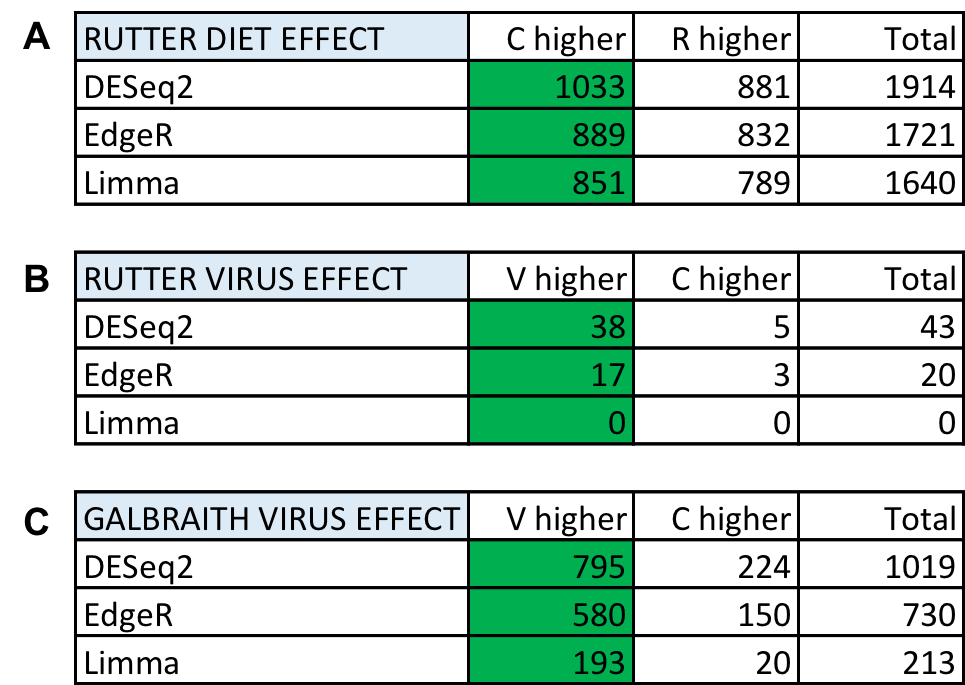 A RUTTER DIET EFFECT C higher R higher Total
DESeq2 1033 881 1914
EdgeR 889 832 1721
Limma 851 789 1640
B RUTTER VIRUS EFFECT V higher C higher Total
DESeq2 38 5 43
EdgeR 17 3 20
Limma 0 0 0
C GALBRAITH VIRUS EFFECT V higher C higher Total
DESeq2 795 224 1019
EdgeR 580 150 730
Limma 193 20 213